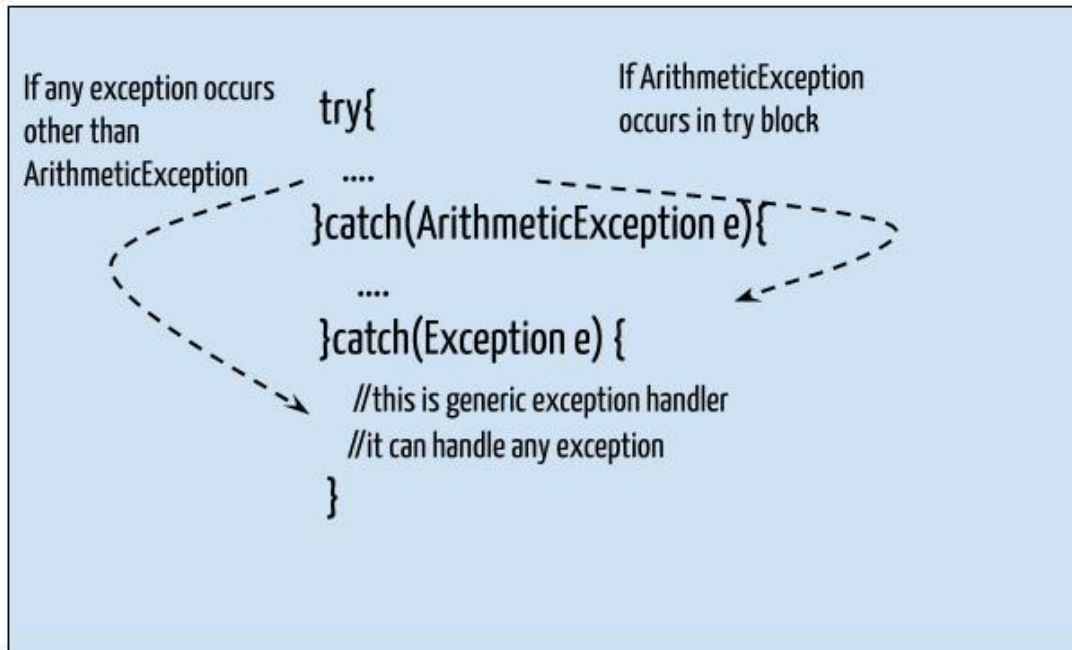 If any exception occurs
other than
ArithmeticException
If ArithmeticException
occurs in try block
try{
....
}catch(ArithmeticException e){
....
}catch(Exception e) {
//this is generic exception handler
//it can handle any exception
}